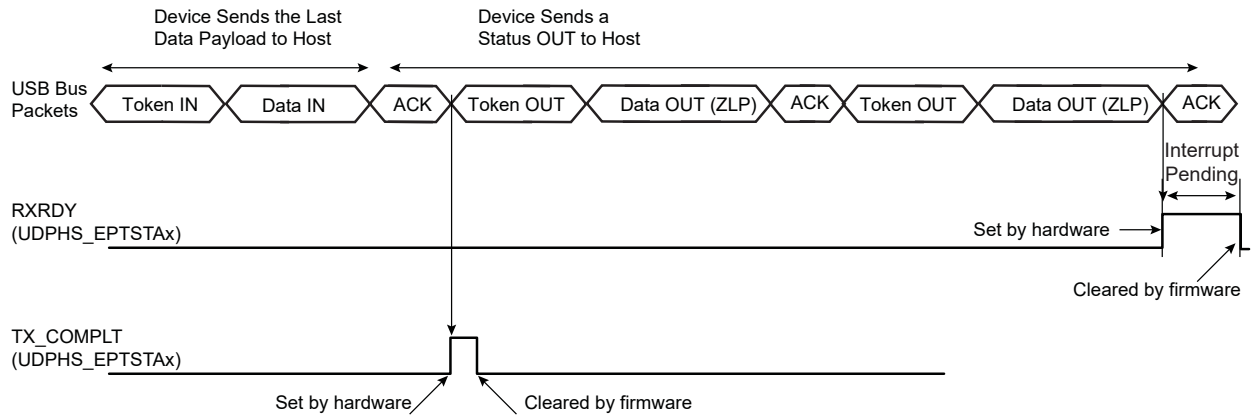 Device Sends the Last
Data Payload to Host
Device Sends a
Status OUT to Host
USB Bus
Packets
Token IN
Data IN
ACK
Token OUT
Data OUT (ZLP)
ACK
Token OUT
Data OUT (ZLP)
ACK
Interrupt
Pending
RXRDY
(UDPHS_EPTSTAx)
Set by hardware
Cleared by firmware
TX_COMPLT
(UDPHS_EPTSTAx)
Set by hardware
Cleared by firmware